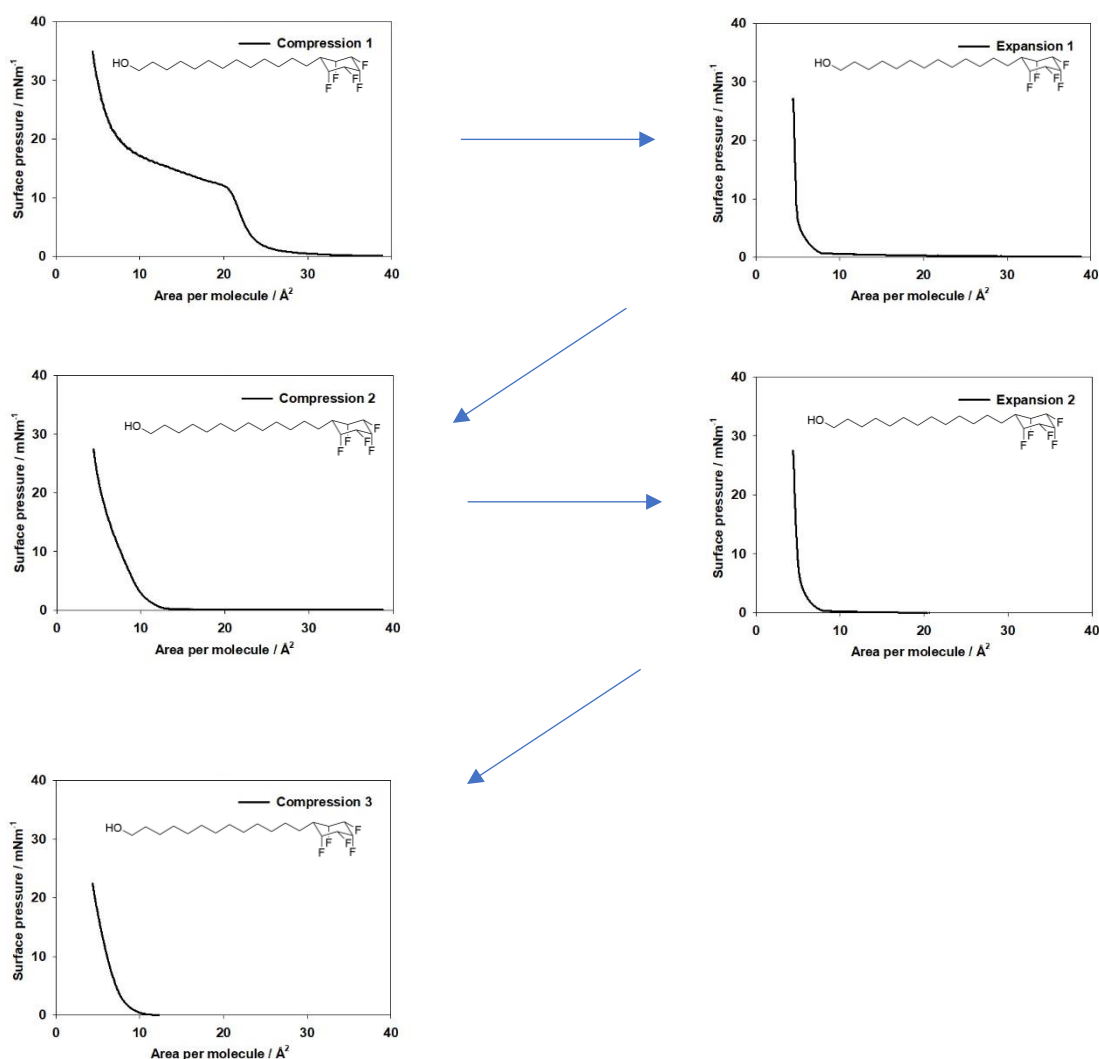 Compression 1
Surface pressure / mNm-1
40
30
20
10
0
HO
F
F
F
F
F
0
10
20
30
40
Area per molecule / Å2
Expansion 1
Surface pressure / mNm-1
40
30
20
10
0
HO
F
F
F
F
F
0
10
20
30
40
Area per molecule / Å2
Compression 2
Surface pressure / mNm-1
40
30
20
10
0
HO
F
F
F
F
F
0
10
20
30
40
Area per molecule / Å2
Expansion 2
Surface pressure / mNm-1
40
30
20
10
0
HO
F
F
F
F
F
0
10
20
30
40
Area per molecule / Å2
Compression 3
Surface pressure / mNm-1
40
30
20
10
0
HO
F
F
F
F
F
0
10
20
30
40
Area per molecule / Å2